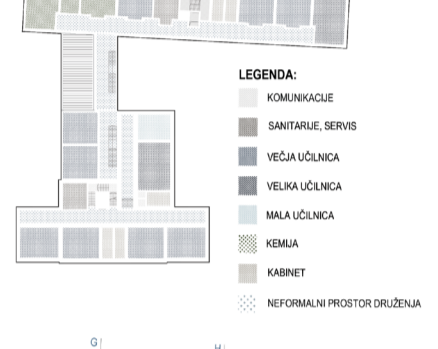 LEGENDA:
KOMUNIKACIJE
SANITARIJE, SERVIS
VEČJA UČILNICA
VELIKA UČILNICA
MALA UČILNICA
KEMIJA
KABINET
NEFORMALNI PROSTOR DRUŽENJA
G
H